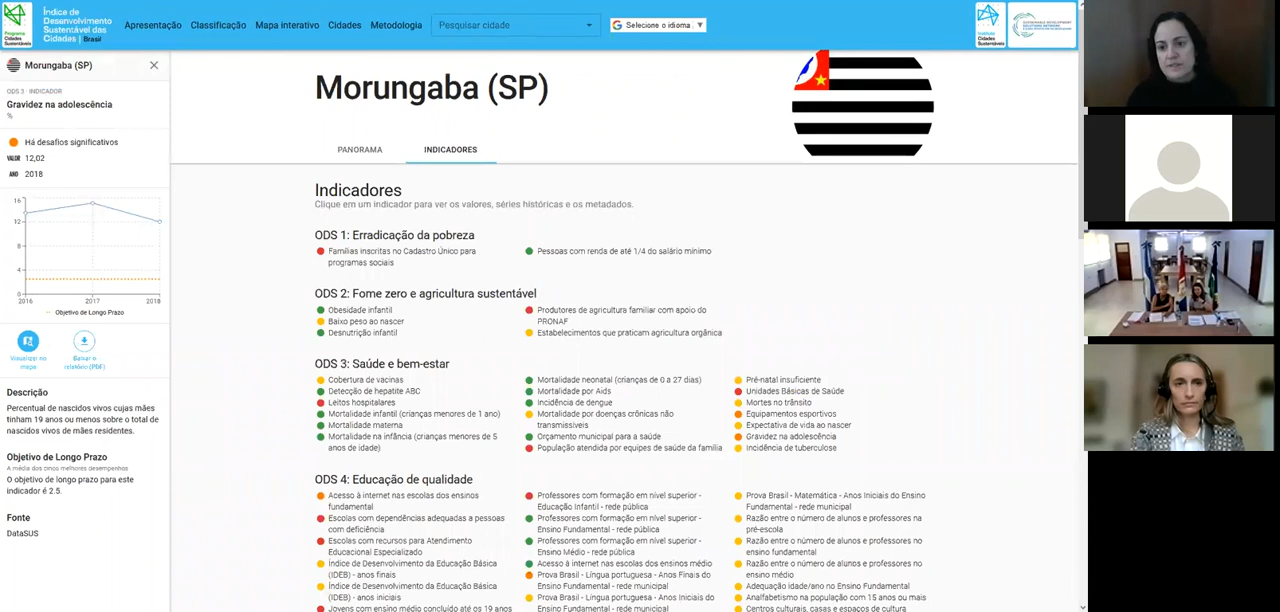 Programa
Cidades
Sustentáveis
Índice de
Desenvolvimento
Sustentável das
Cidades | Brasil
Apresentação
Classificação
Mapa interativo
Cidades
Metodologia
Pesquisar cidade
G Selecione o idioma ▼
Instituto
Cidades
Sustentáveis
Morungaba (SP)
ODS 3 · INDICADOR
Gravidez na adolescência
%
Há desafios significativos
VALOR 12,02
ANO 2018
16
12
8
4
0
2016
2017
2018
Objetivo de Longo Prazo
Visualizar no
mapa
Baixar o
relatório (PDF)
Descrição
Percentual de nascidos vivos cujas mães
tinham 19 anos ou menos sobre o total de
nascidos vivos de mães residentes.
Objetivo de Longo Prazo
A média dos cinco melhores desempenhos
O objetivo de longo prazo para este
indicador é 2.5.
Fonte
DataSUS
Morungaba (SP)
PANORAMA
INDICADORES
Indicadores
Clique em um indicador para ver os valores, séries históricas e os metadados.
ODS 1: Erradicação da pobreza
Famílias inscritas no Cadastro Único para
programas sociais
Pessoas com renda de até 1/4 do salário mínimo
ODS 2: Fome zero e agricultura sustentável
Obesidade infantil
Baixo peso ao nascer
Desnutrição infantil
Produtores de agricultura familiar com apoio do
PRONAF
Estabelecimentos que praticam agricultura orgânica
ODS 3: Saúde e bem-estar
Cobertura de vacinas
Detecção de hepatite ABC
Leitos hospitalares
Mortalidade infantil (crianças menores de 1 ano)
Mortalidade materna
Mortalidade na infância (crianças menores de 5
anos de idade)
Mortalidade neonatal (crianças de 0 a 27 dias)
Mortalidade por Aids
Incidência de dengue
Mortalidade por doenças crônicas não
transmissíveis
Orçamento municipal para a saúde
População atendida por equipes de saúde da família
Pré-natal insuficiente
Unidades Básicas de Saúde
Mortes no trânsito
Equipamentos esportivos
Expectativa de vida ao nascer
Gravidez na adolescência
Incidência de tuberculose
ODS 4: Educação de qualidade
Acesso à internet nas escolas dos ensinos
fundamental
Escolas com dependências adequadas a pessoas
com deficiência
Escolas com recursos para Atendimento
Educacional Especializado
Índice de Desenvolvimento da Educação Básica
(IDEB) - anos finais
Índice de Desenvolvimento da Educação Básica
(IDEB) - anos iniciais
Jovens com ensino médio concluído até os 19 anos
Professores com formação em nível superior -
Educação Infantil - rede pública
Professores com formação em nível superior -
Ensino Fundamental - rede pública
Professores com formação em nível superior -
Ensino Médio - rede pública
Acesso à internet nas escolas dos ensinos médio
Prova Brasil - Língua portuguesa - Anos Finais do
Ensino Fundamental - rede municipal
Prova Brasil - Língua portuguesa - Anos Iniciais do
Ensino Fundamental - rede municipal
Prova Brasil - Matemática - Anos Iniciais do Ensino
Fundamental - rede municipal
Razão entre o número de alunos e professores na
pré-escola
Razão entre o número de alunos e professores no
ensino fundamental
Razão entre o número de alunos e professores no
ensino médio
Adequação idade/ano no Ensino Fundamental
Analfabetismo na população com 15 anos ou mais
Centros culturais, casas e espaços de cultura